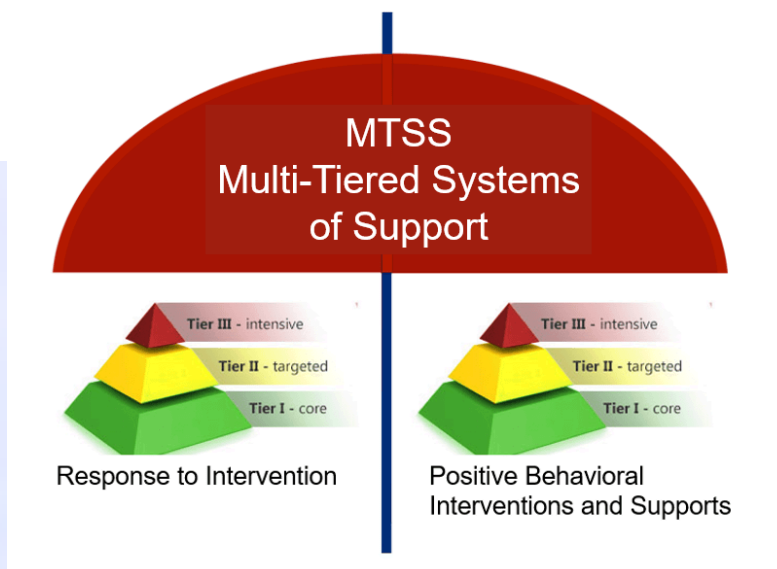 MTSS
Multi-Tiered Systems
of Support
Tier III - intensive
Tier II - targeted
Tier I - core
Response to Intervention
Tier III - intensive
Tier II - targeted
Tier I - core
Positive Behavioral
Interventions and Supports